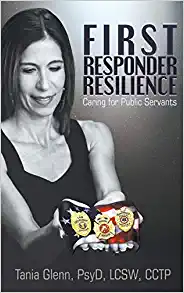 FIRST
RESPONDER
RESILIENCE
Caring for Public Servants
Tania Glenn, PsyD, LCSW, CCTP